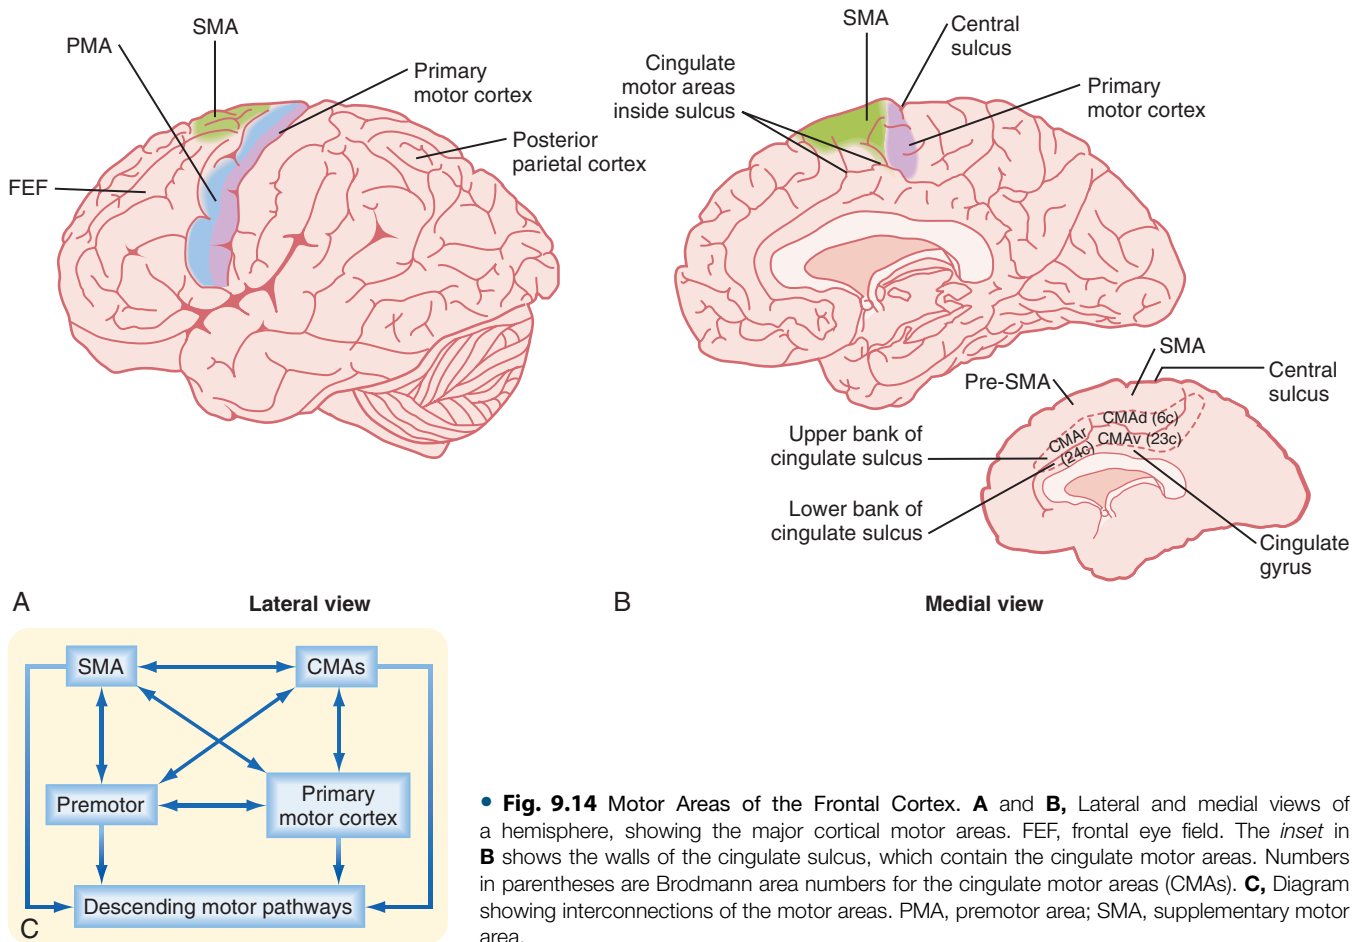 SMA
PMA
Primary
motor cortex
Posterior
parietal cortex
FEF
A
Lateral view
SMA
Central
sulcus
Cingulate
motor areas
inside sulcus
Primary
motor cortex
SMA
Pre-SMA
Central
sulcus
CMAd (6c)
CMAr
(24c)
CMAv (23c)
Upper bank of
cingulate sulcus
Lower bank of
cingulate sulcus
Cingulate
gyrus
B
Medial view
SMA
CMAs
Premotor
Primary
motor cortex
Descending motor pathways
C
• Fig. 9.14 Motor Areas of the Frontal Cortex. A and B, Lateral and medial views of
a hemisphere, showing the major cortical motor areas. FEF, frontal eye field. The inset in
B shows the walls of the cingulate sulcus, which contain the cingulate motor areas. Numbers
in parentheses are Brodmann area numbers for the cingulate motor areas (CMAs). C, Diagram
showing interconnections of the motor areas. PMA, premotor area; SMA, supplementary motor
area.